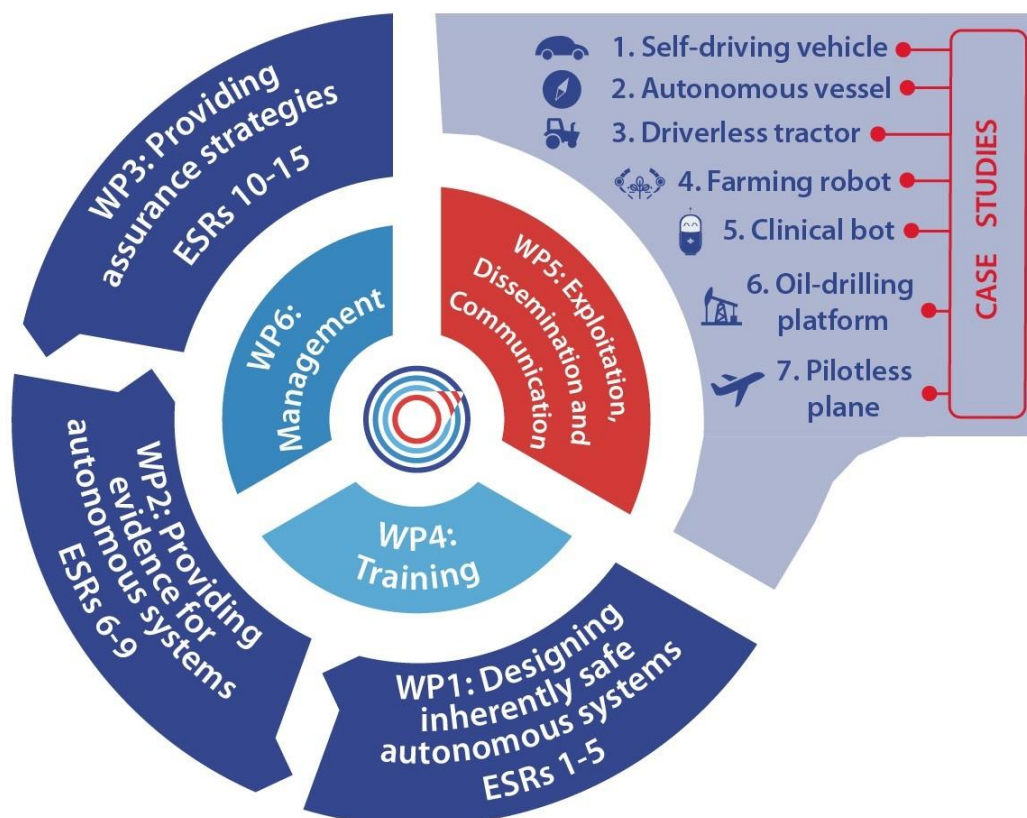 1. Self-driving vehicle
2. Autonomous vessel
3. Driverless tractor
4. Farming robot
5. Clinical bot
6. Oil-drilling
platform
7. Pilotless
plane
CASE STUDIES
WP3: Providing
assurance strategies
ESRs 10-15
WP6:
Management
WP5: Exploitation,
Dissemination and
Communication
WP4:
Training
WP2: Providing
evidence for
autonomous systems
ESRs 6-9
WP1: Designing
inherently safe
autonomous systems
ESRs 1-5